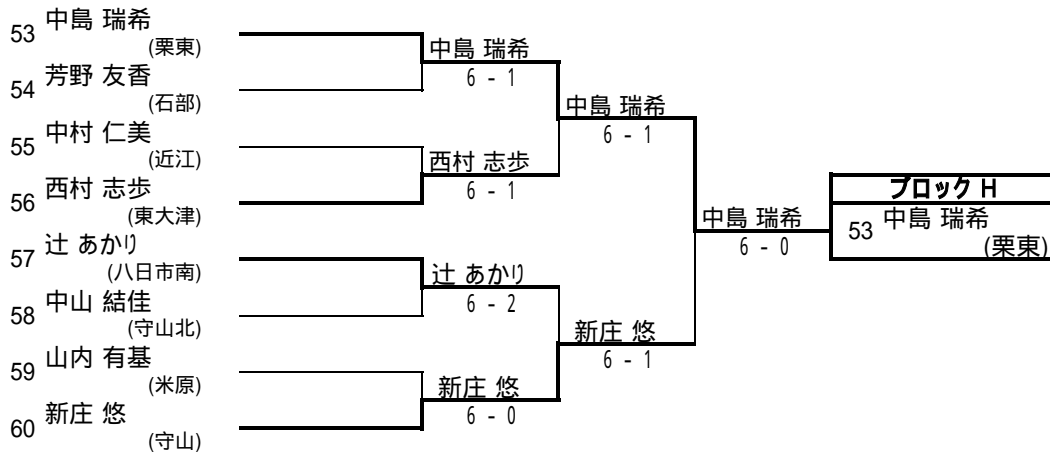 53 中島 瑞希
(栗東)
54 芳野 友香
(石部)
55 中村 仁美
(近江)
56 西村 志歩
(東大津)
57 辻 あかり
(八日市南)
58 中山 結佳
(守山北)
59 山内 有基
(米原)
60 新庄 悠
(守山)
中島 瑞希
6 - 1
西村 志歩
6 - 1
辻 あかり
6 - 2
新庄 悠
6 - 0
中島 瑞希
6 - 1
新庄 悠
6 - 1
中島 瑞希
6 - 0
ブロック H
53 中島 瑞希
(栗東)